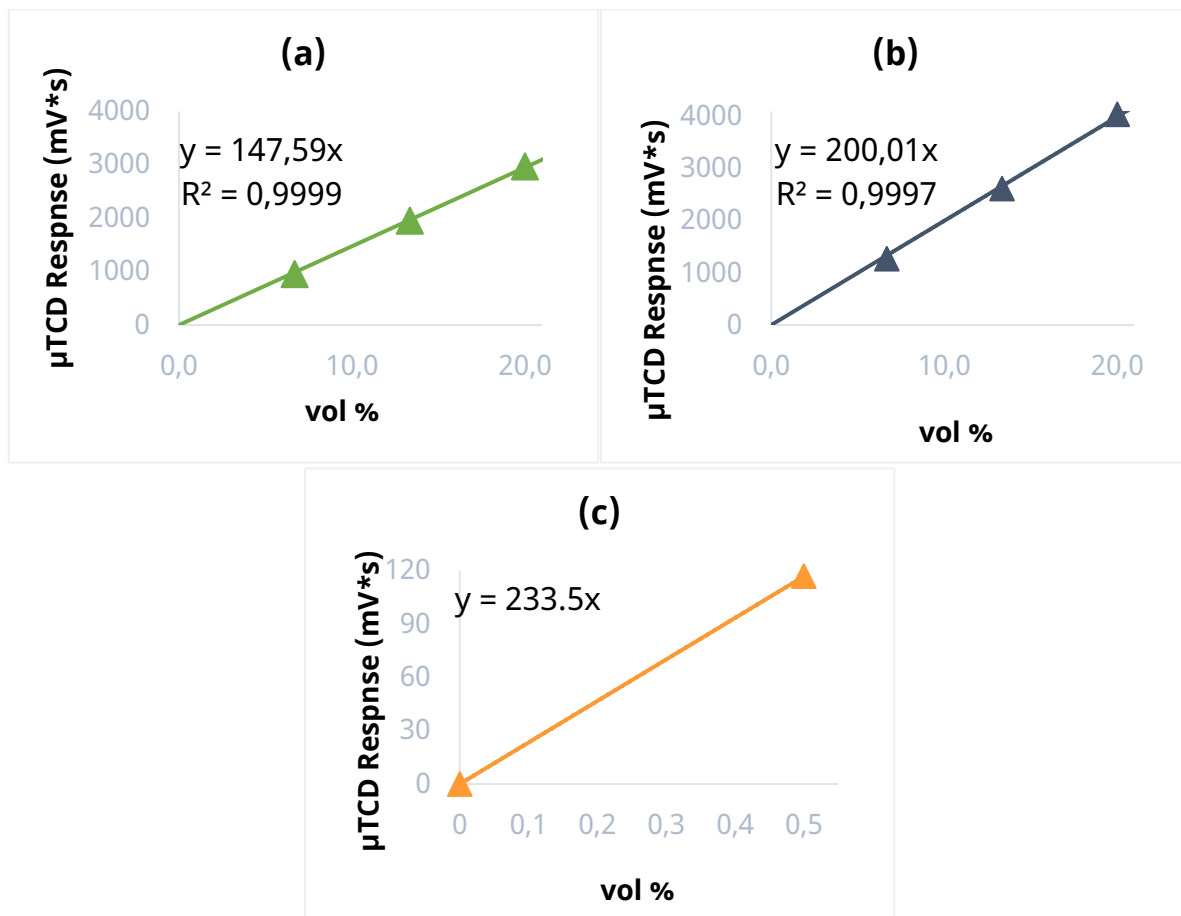 (a)
µTCD Respnse (mV*s)
4000
3000
2000
1000
0
y = 147,59x
R² = 0,9999
0,0 10,0 20,0
vol %
(b)
µTCD Respnse (mV*s)
4000
3000
2000
1000
0
y = 200,01x
R² = 0,9997
0,0 10,0 20,0
vol %
(c)
µTCD Respnse (mV*s)
120
90
60
30
0
y = 233.5x
0 0,1 0,2 0,3 0,4 0,5
vol %